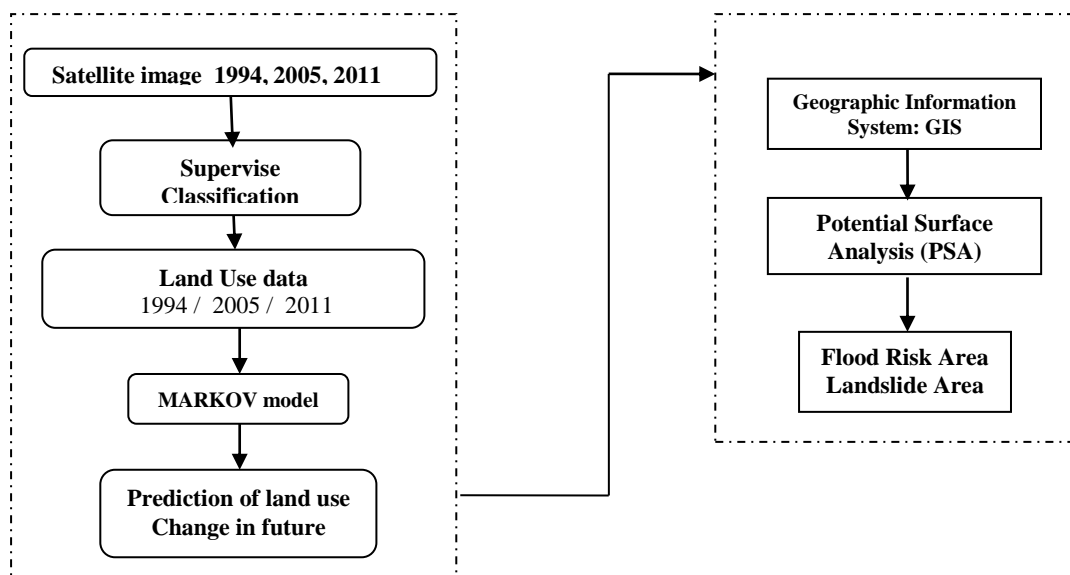 Satellite image 1994, 2005, 2011
Supervise
Classification
Land Use data
1994 / 2005 / 2011
MARKOV model
Prediction of land use
Change in future
Geographic Information
System: GIS
Potential Surface
Analysis (PSA)
Flood Risk Area
Landslide Area